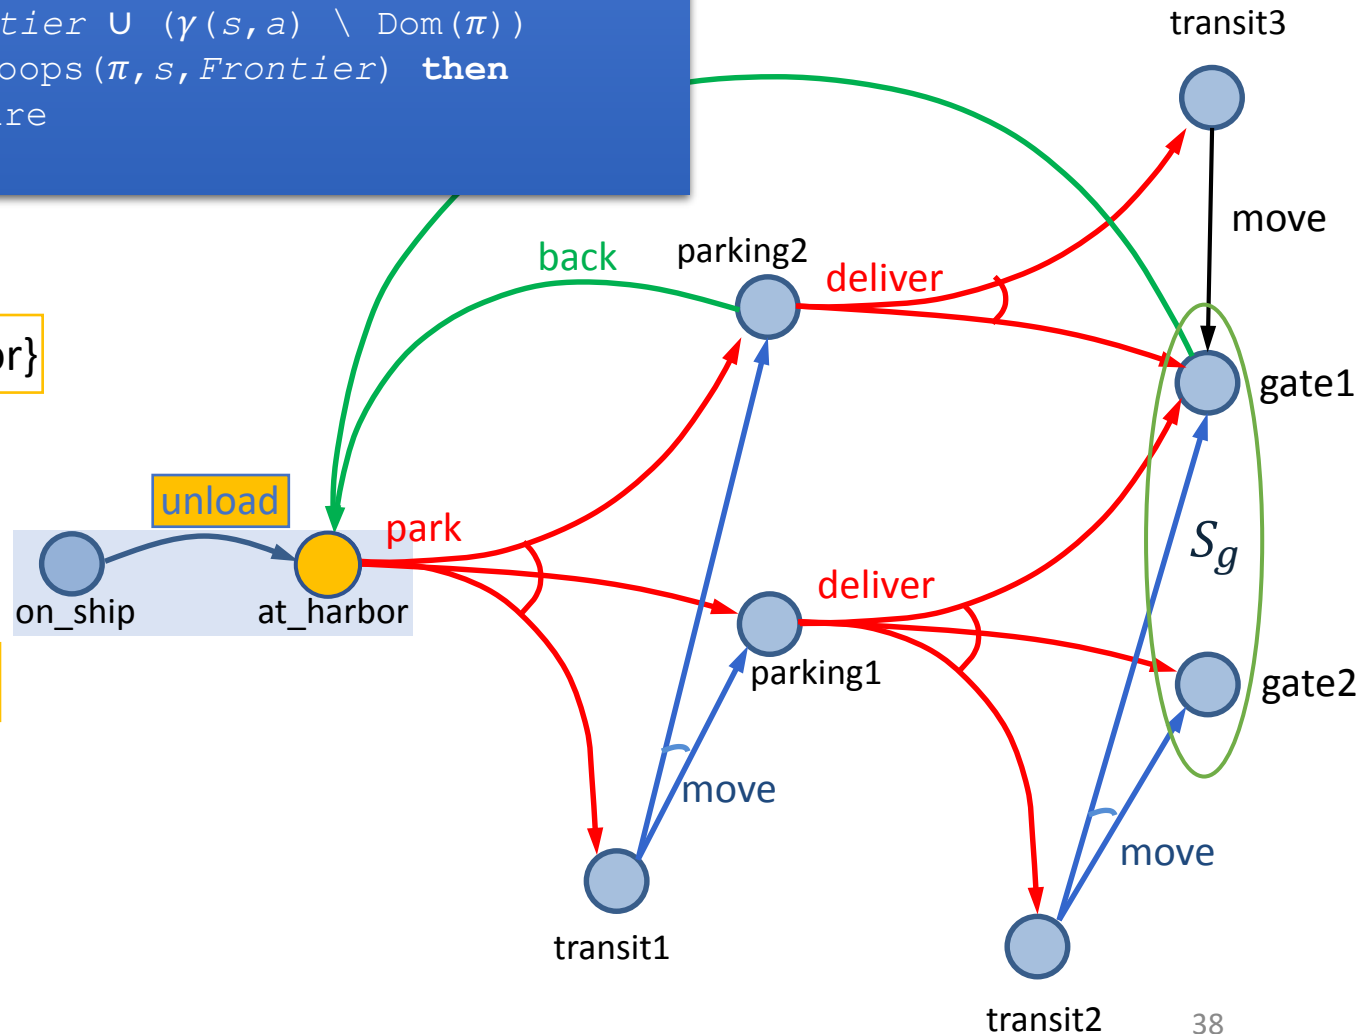 tier ∪ (γ(s,a) \ Dom(π))
oops(π,s,Frontier) then
re
transit3
move
back
parking2
deliver
or}
gate1
unload
park
S_g
on_ship
at_harbor
deliver
parking1
gate2
move
move
transit1
transit2
38